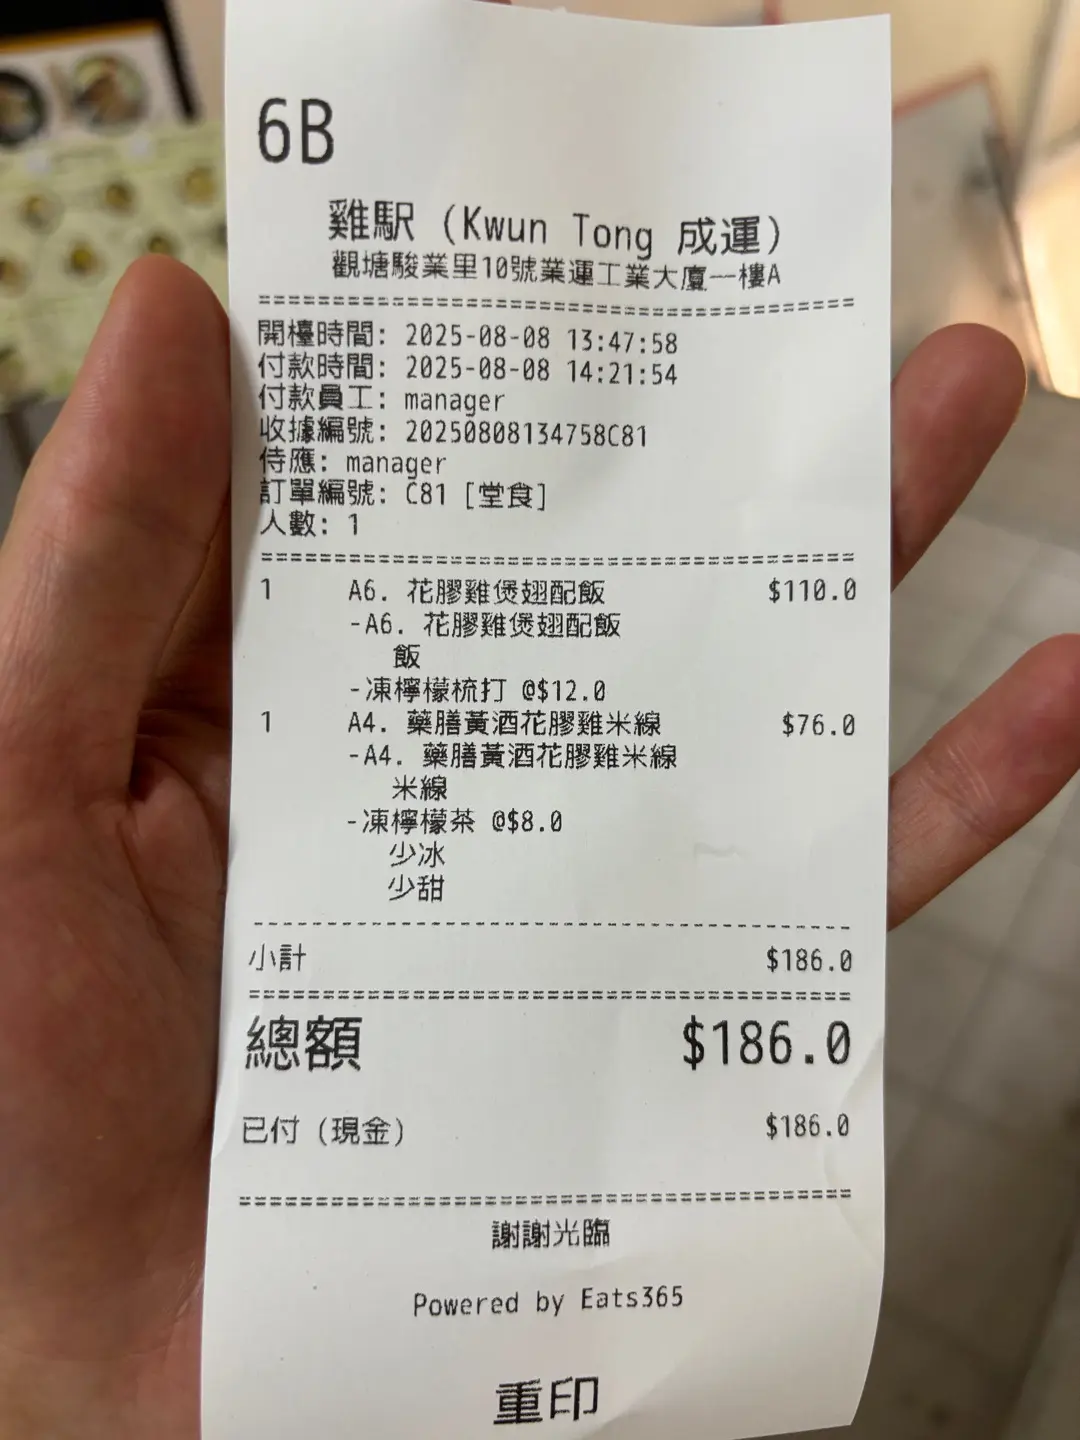 6B
雞駅 (Kwun Tong 成運)
觀塘駿業里10號業運工業大廈一樓A
開檯時間: 2025-08-08 13:47:58
付款時間: 2025-08-08 14:21:54
付款員工: manager
收據編號: 20250808134758C81
侍應: manager
訂單編號: C81 [堂食]
人數: 1
1 A6. 花膠雞煲翅配飯 $110.0
-A6. 花膠雞煲翅配飯
飯
-凍檸檬梳打 @$12.0
1 A4. 藥膳黃酒花膠雞米線 $76.0
-A4. 藥膳黃酒花膠雞米線
米線
-凍檸檬茶 @$8.0
少冰
少甜
小計 $186.0
總額 $186.0
已付 (現金) $186.0
謝謝光臨
Powered by Eats365
重印